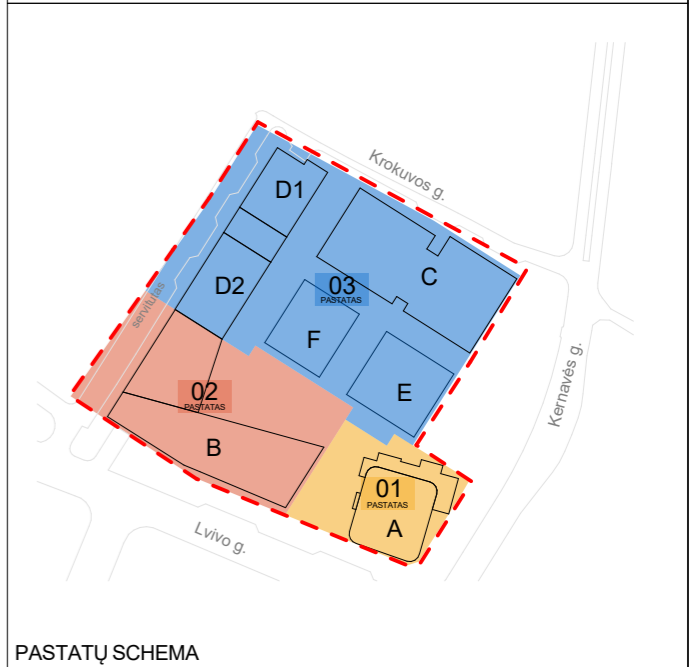 Krokuvos g.
D1
C
D2
03
PASTATAS
servitutas
F
Kernavės g.
02
PASTATAS
E
B
01
PASTATAS
A
Lvivo g.
PASTATŲ SCHEMA